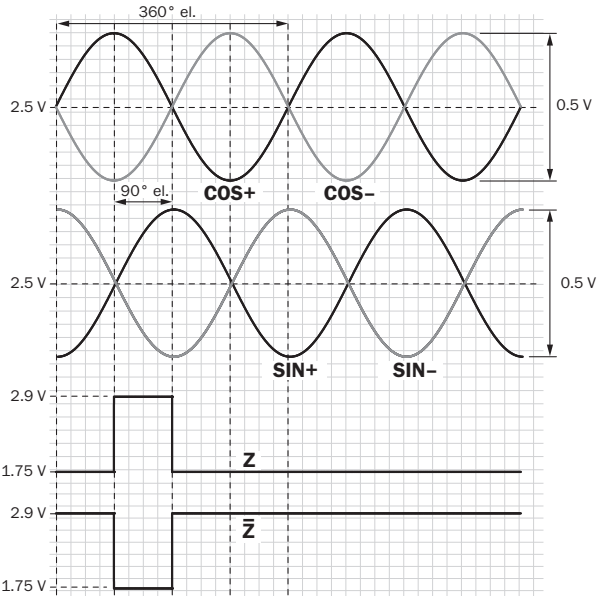 360° el.
2.5 V
0.5 V
90° el.
COS+
COS–
2.5 V
0.5 V
SIN+
SIN–
2.9 V
Z
1.75 V
2.9 V
Z̅
1.75 V